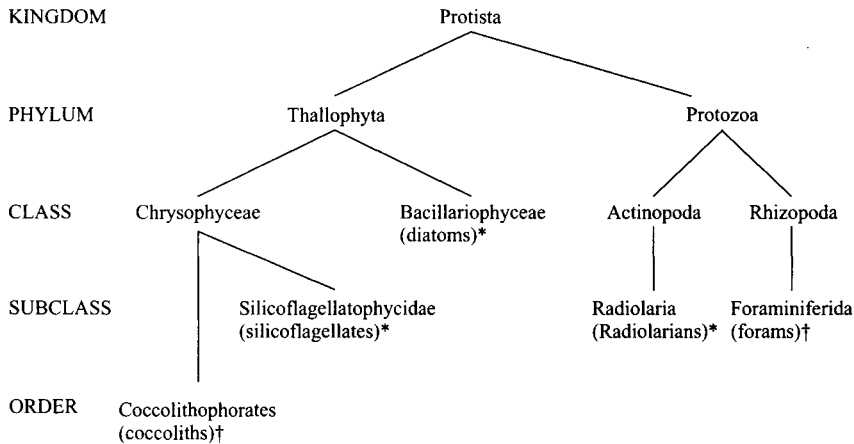 KINGDOM Protista
PHYLUM Thallophyta Protozoa
CLASS Chrysophyceae Bacillariophyceae Actinopoda Rhizopoda
(diatoms)*
SUBCLASS Silicoflagellatophycidae Radiolaria Foraminiferida
(silicoflagellates)* (Radiolarians)* (forams)†
ORDER Coccolithophorates
(coccoliths)†